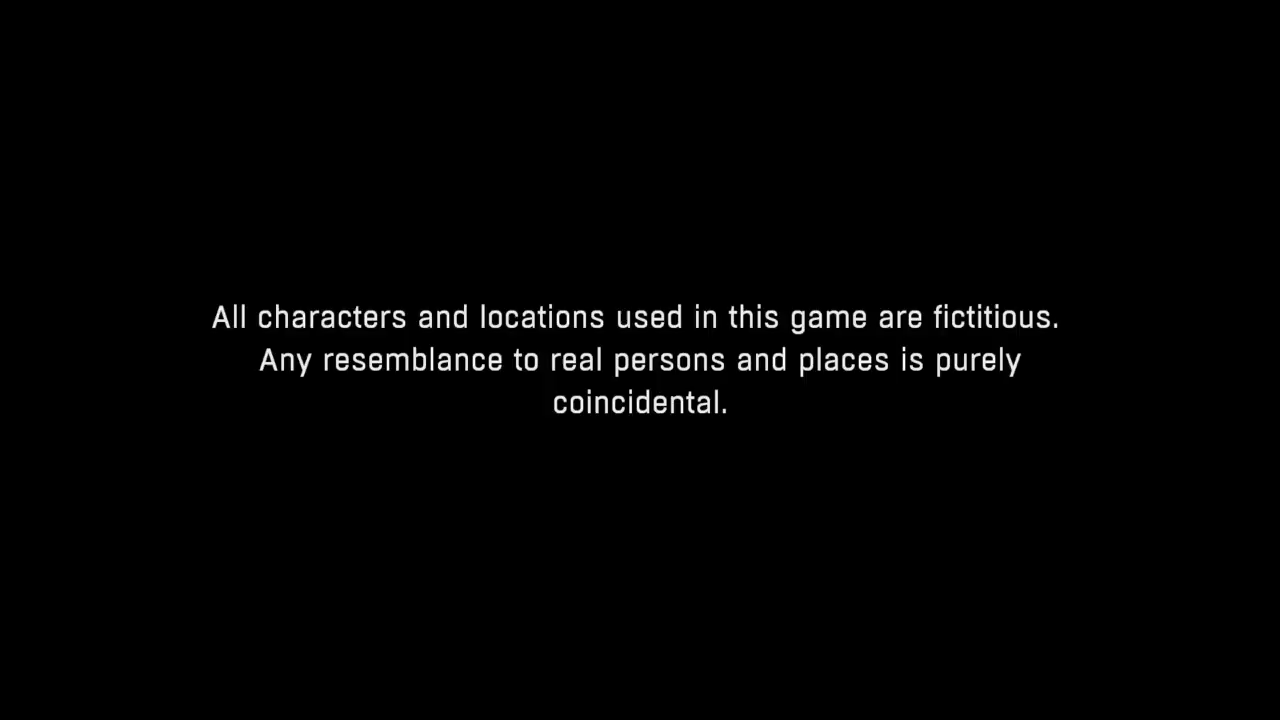 All characters and locations used in this game are fictitious.
Any resemblance to real persons and places is purely
coincidental.